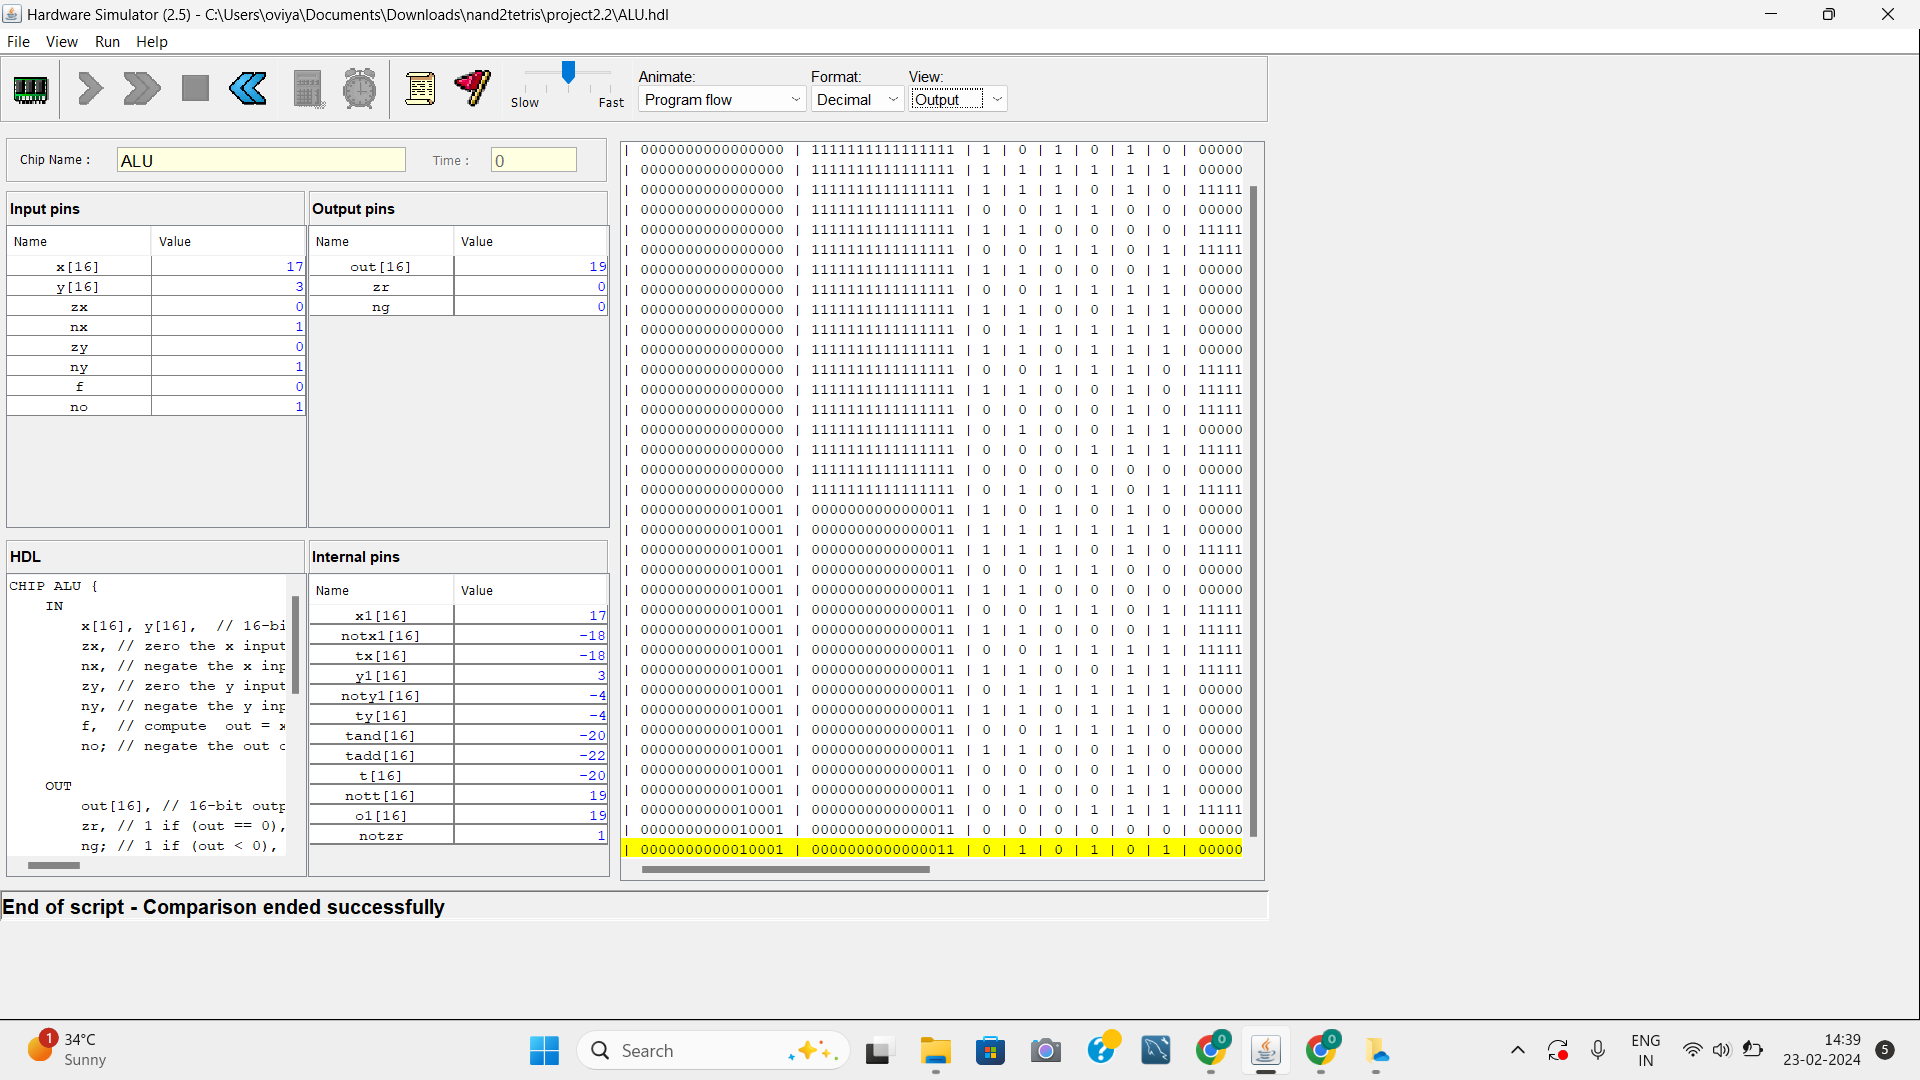 Hardware Simulator (2.5) - C:\Users\oviya\Documents\Downloads\nand2tetris\project2.2\ALU.hdl
File View Run Help
Slow Fast
Animate: Format: View:
Program flow Decimal Output
Chip Name : ALU Time : 0
Input pins
Name Value
x[16] 17
y[16] 3
zx 0
nx 1
zy 0
ny 1
f 0
no 1
Output pins
Name Value
out[16] 19
zr 0
ng 0
HDL
CHIP ALU {
IN
x[16], y[16], // 16-bi
zx, // zero the x input
nx, // negate the x inp
zy, // zero the y input
ny, // negate the y inp
f, // compute out = x
no; // negate the out o
OUT
out[16], // 16-bit outp
zr, // 1 if (out == 0),
ng; // 1 if (out < 0),
Internal pins
Name Value
x1[16] 17
notx1[16] -18
tx[16] -18
y1[16] 3
noty1[16] -4
ty[16] -4
tand[16] -20
tadd[16] -22
t[16] -20
nott[16] 19
o1[16] 19
notzr 1
| 0000000000000000 | 1111111111111111 | 1 | 0 | 1 | 0 | 1 | 0 | 00000
| 0000000000000000 | 1111111111111111 | 1 | 1 | 1 | 1 | 1 | 1 | 00000
| 0000000000000000 | 1111111111111111 | 1 | 1 | 1 | 0 | 1 | 0 | 11111
| 0000000000000000 | 1111111111111111 | 0 | 0 | 1 | 1 | 0 | 0 | 00000
| 0000000000000000 | 1111111111111111 | 1 | 1 | 0 | 0 | 0 | 0 | 11111
| 0000000000000000 | 1111111111111111 | 0 | 0 | 1 | 1 | 0 | 1 | 11111
| 0000000000000000 | 1111111111111111 | 1 | 1 | 0 | 0 | 0 | 1 | 00000
| 0000000000000000 | 1111111111111111 | 0 | 0 | 1 | 1 | 1 | 1 | 00000
| 0000000000000000 | 1111111111111111 | 1 | 1 | 0 | 0 | 1 | 1 | 00000
| 0000000000000000 | 1111111111111111 | 0 | 1 | 1 | 1 | 1 | 1 | 00000
| 0000000000000000 | 1111111111111111 | 1 | 1 | 0 | 1 | 1 | 1 | 00000
| 0000000000000000 | 1111111111111111 | 0 | 0 | 1 | 1 | 1 | 0 | 11111
| 0000000000000000 | 1111111111111111 | 1 | 1 | 0 | 0 | 1 | 0 | 11111
| 0000000000000000 | 1111111111111111 | 0 | 0 | 0 | 0 | 1 | 0 | 11111
| 0000000000000000 | 1111111111111111 | 0 | 1 | 0 | 0 | 1 | 1 | 00000
| 0000000000000000 | 1111111111111111 | 0 | 0 | 0 | 1 | 1 | 1 | 11111
| 0000000000000000 | 1111111111111111 | 0 | 0 | 0 | 0 | 0 | 0 | 00000
| 0000000000000000 | 1111111111111111 | 0 | 1 | 0 | 1 | 0 | 1 | 11111
| 0000000000010001 | 0000000000000011 | 1 | 0 | 1 | 0 | 1 | 0 | 00000
| 0000000000010001 | 0000000000000011 | 1 | 1 | 1 | 1 | 1 | 1 | 00000
| 0000000000010001 | 0000000000000011 | 1 | 1 | 1 | 0 | 1 | 0 | 11111
| 0000000000010001 | 0000000000000011 | 0 | 0 | 1 | 1 | 0 | 0 | 00000
| 0000000000010001 | 0000000000000011 | 1 | 1 | 0 | 0 | 0 | 0 | 00000
| 0000000000010001 | 0000000000000011 | 0 | 0 | 1 | 1 | 0 | 1 | 11111
| 0000000000010001 | 0000000000000011 | 1 | 1 | 0 | 0 | 0 | 1 | 11111
| 0000000000010001 | 0000000000000011 | 0 | 0 | 1 | 1 | 1 | 1 | 11111
| 0000000000010001 | 0000000000000011 | 1 | 1 | 0 | 0 | 1 | 1 | 11111
| 0000000000010001 | 0000000000000011 | 0 | 1 | 1 | 1 | 1 | 1 | 00000
| 0000000000010001 | 0000000000000011 | 1 | 1 | 0 | 1 | 1 | 1 | 00000
| 0000000000010001 | 0000000000000011 | 0 | 0 | 1 | 1 | 1 | 0 | 00000
| 0000000000010001 | 0000000000000011 | 1 | 1 | 0 | 0 | 1 | 0 | 00000
| 0000000000010001 | 0000000000000011 | 0 | 0 | 0 | 0 | 1 | 0 | 00000
| 0000000000010001 | 0000000000000011 | 0 | 1 | 0 | 0 | 1 | 1 | 00000
| 0000000000010001 | 0000000000000011 | 0 | 0 | 0 | 1 | 1 | 1 | 11111
| 0000000000010001 | 0000000000000011 | 0 | 0 | 0 | 0 | 0 | 0 | 00000
| 0000000000010001 | 0000000000000011 | 0 | 1 | 0 | 1 | 0 | 1 | 00000
End of script - Comparison ended successfully
1
34°C
Sunny
Search
0
0
ENG
IN
14:39
23-02-2024
5